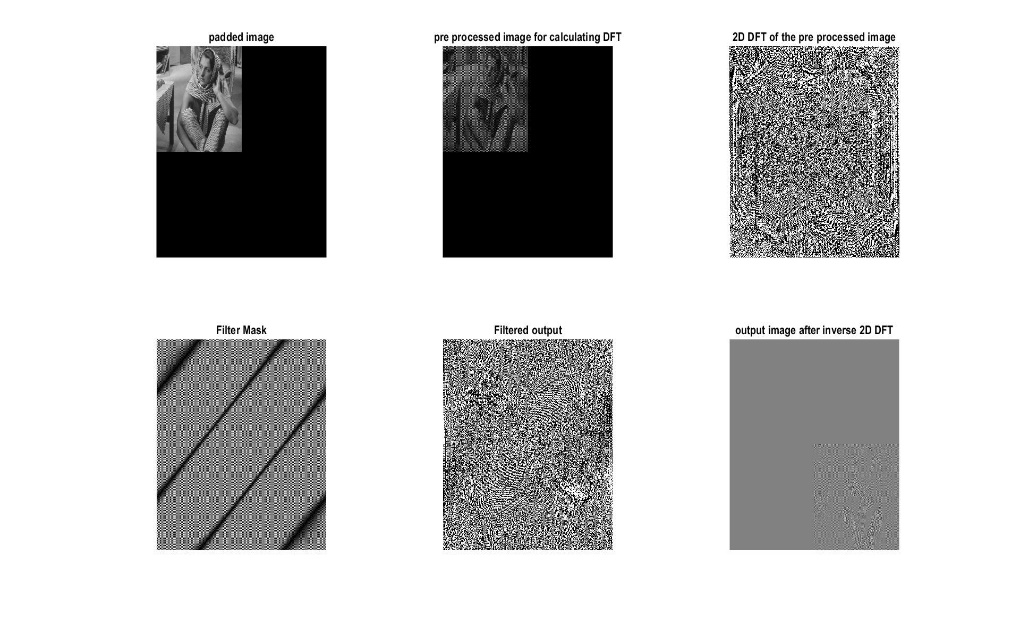 padded image
pre processed image for calculating DFT
2D DFT of the pre processed image
Filter Mask
Filtered output
output image after inverse 2D DFT